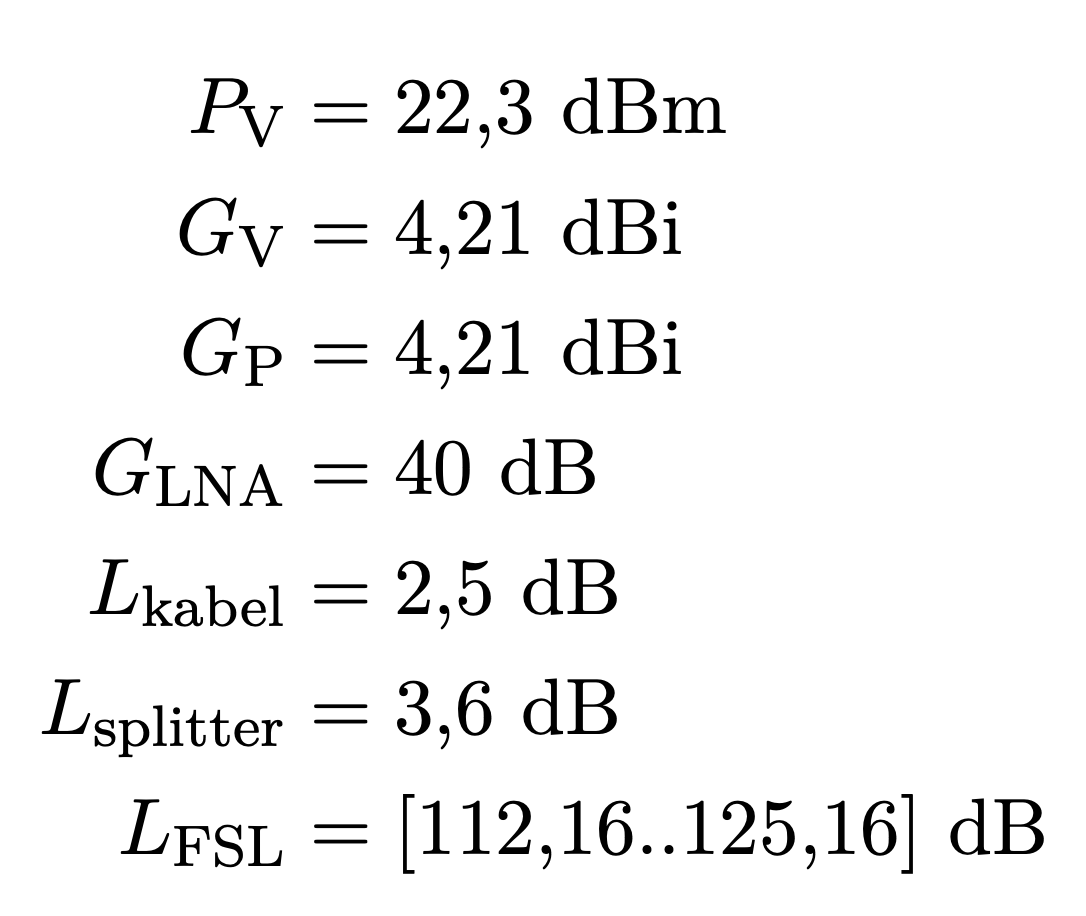 P_V = 22,3 dBm
G_V = 4,21 dBi
G_P = 4,21 dBi
G_LNA = 40 dB
L_kabel = 2,5 dB
L_splitter = 3,6 dB
L_FSL = [112,16..125,16] dB